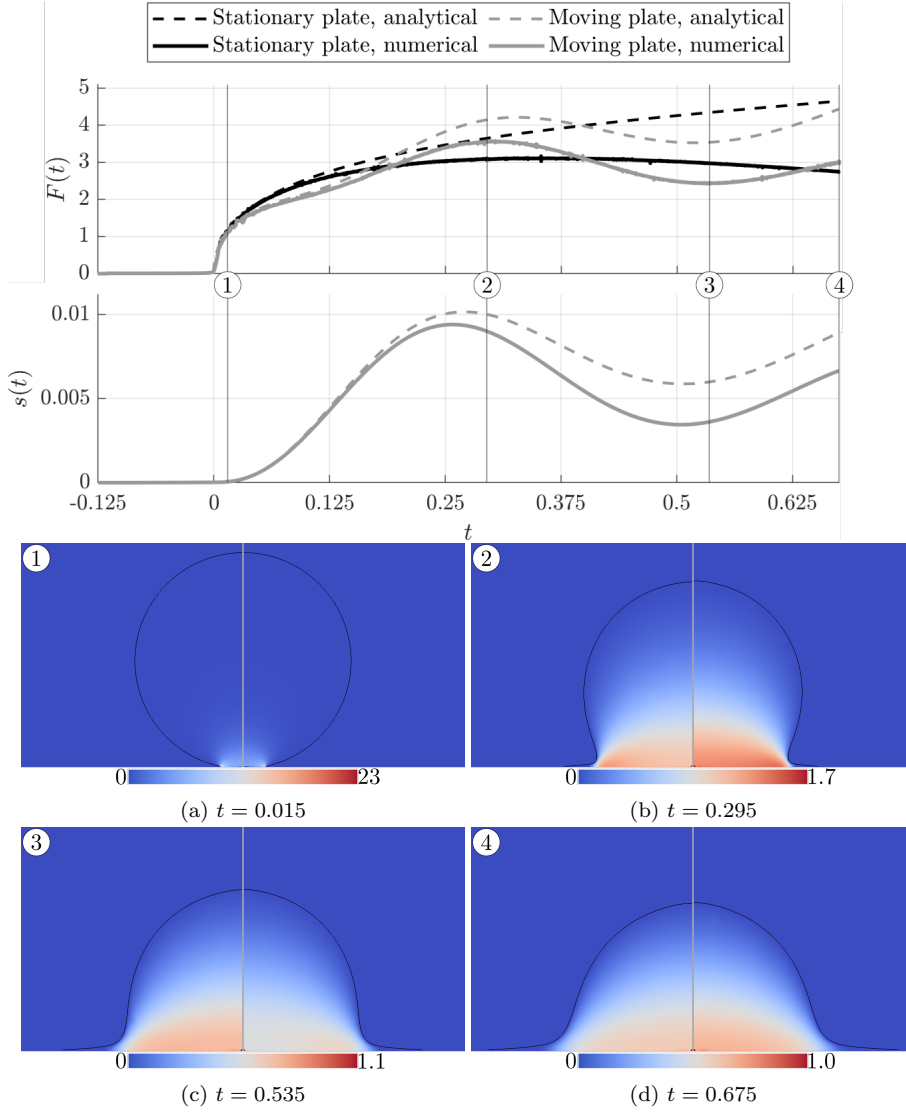 Stationary plate, analytical Moving plate, analytical
Stationary plate, numerical Moving plate, numerical
5
4
3
2
1
0
F(t)
1 2 3 4
0.01
0.005
0
s(t)
-0.125 0 0.125 0.25 0.375 0.5 0.625
t
1
0 23
(a) t = 0.015
2
0 1.7
(b) t = 0.295
3
0 1.1
(c) t = 0.535
4
0 1.0
(d) t = 0.675